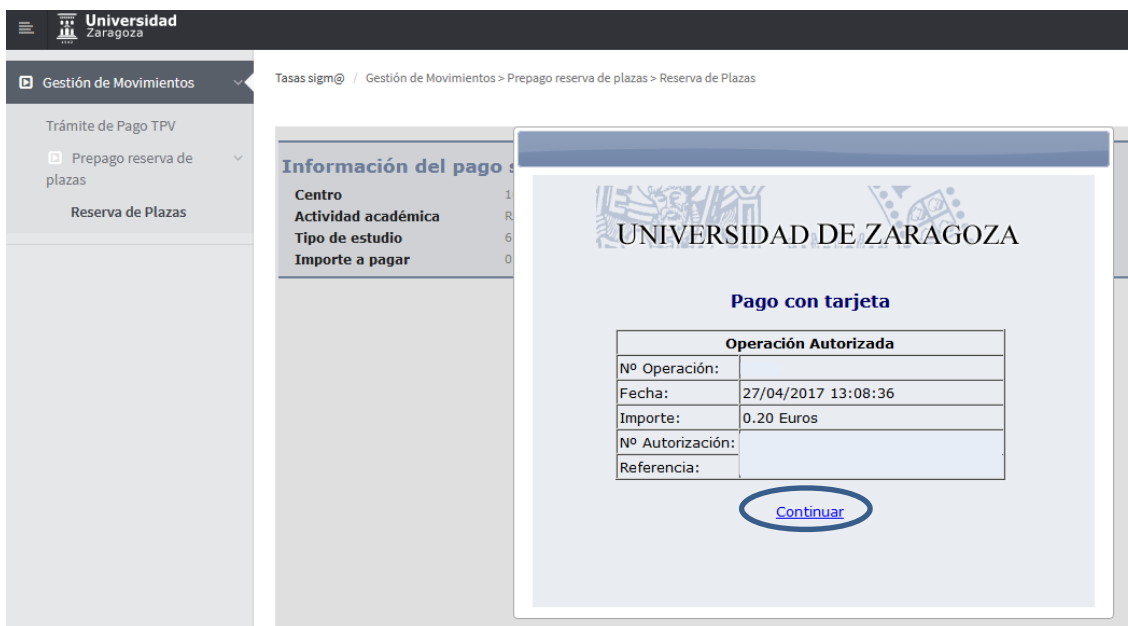 Universidad
Zaragoza
Gestión de Movimientos
Tasas sigm@ / Gestión de Movimientos > Prepago reserva de plazas > Reserva de Plazas
Trámite de Pago TPV
Prepago reserva de
plazas
Reserva de Plazas
Información del pago s
Centro 1
Actividad académica R
Tipo de estudio 6
Importe a pagar 0
UNIVERSIDAD DE ZARAGOZA
Pago con tarjeta
Operación Autorizada
Nº Operación:
Fecha: 27/04/2017 13:08:36
Importe: 0.20 Euros
Nº Autorización:
Referencia:
Continuar